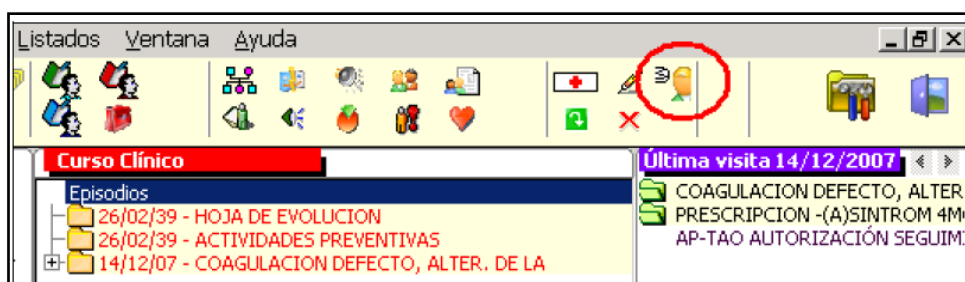 Listados Ventana Ayuda
Curso Clínico
Última visita 14/12/2007
Episodios
26/02/39 - HOJA DE EVOLUCION
26/02/39 - ACTIVIDADES PREVENTIVAS
14/12/07 - COAGULACION DEFECTO, ALTER. DE LA
COAGULACION DEFECTO, ALTER
PRESCRIPCION -(A)SINTROM 4M
AP-TAO AUTORIZACIÓN SEGUIM